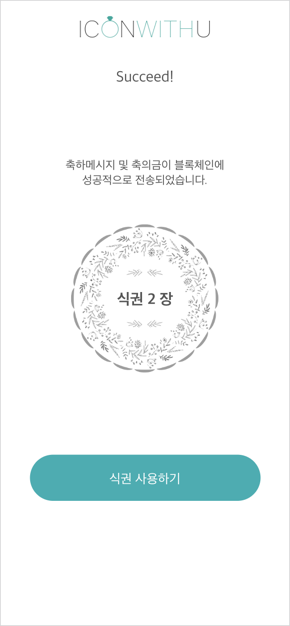 ICONWITHU
Succeed!
축하메시지 및 축의금이 블록체인에
성공적으로 전송되었습니다.
식권 2 장
식권 사용하기